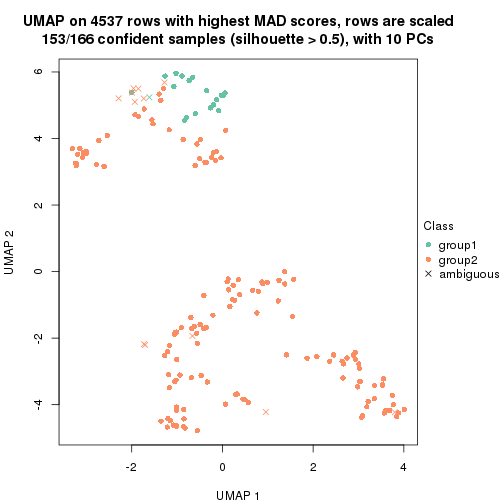 UMAP on 4537 rows with highest MAD scores, rows are scaled
153/166 confident samples (silhouette > 0.5), with 10 PCs
6
4
2
0
-2
-4
UMAP 2
-2
0
2
4
UMAP 1
Class
group1
group2
ambiguous